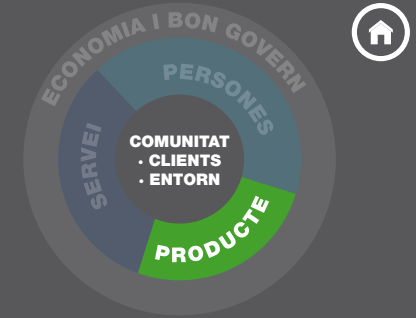 ECONOMIA I BON GOVERN
PERSONES
SERVEI
COMUNITAT
• CLIENTS
• ENTORN
PRODUCTE